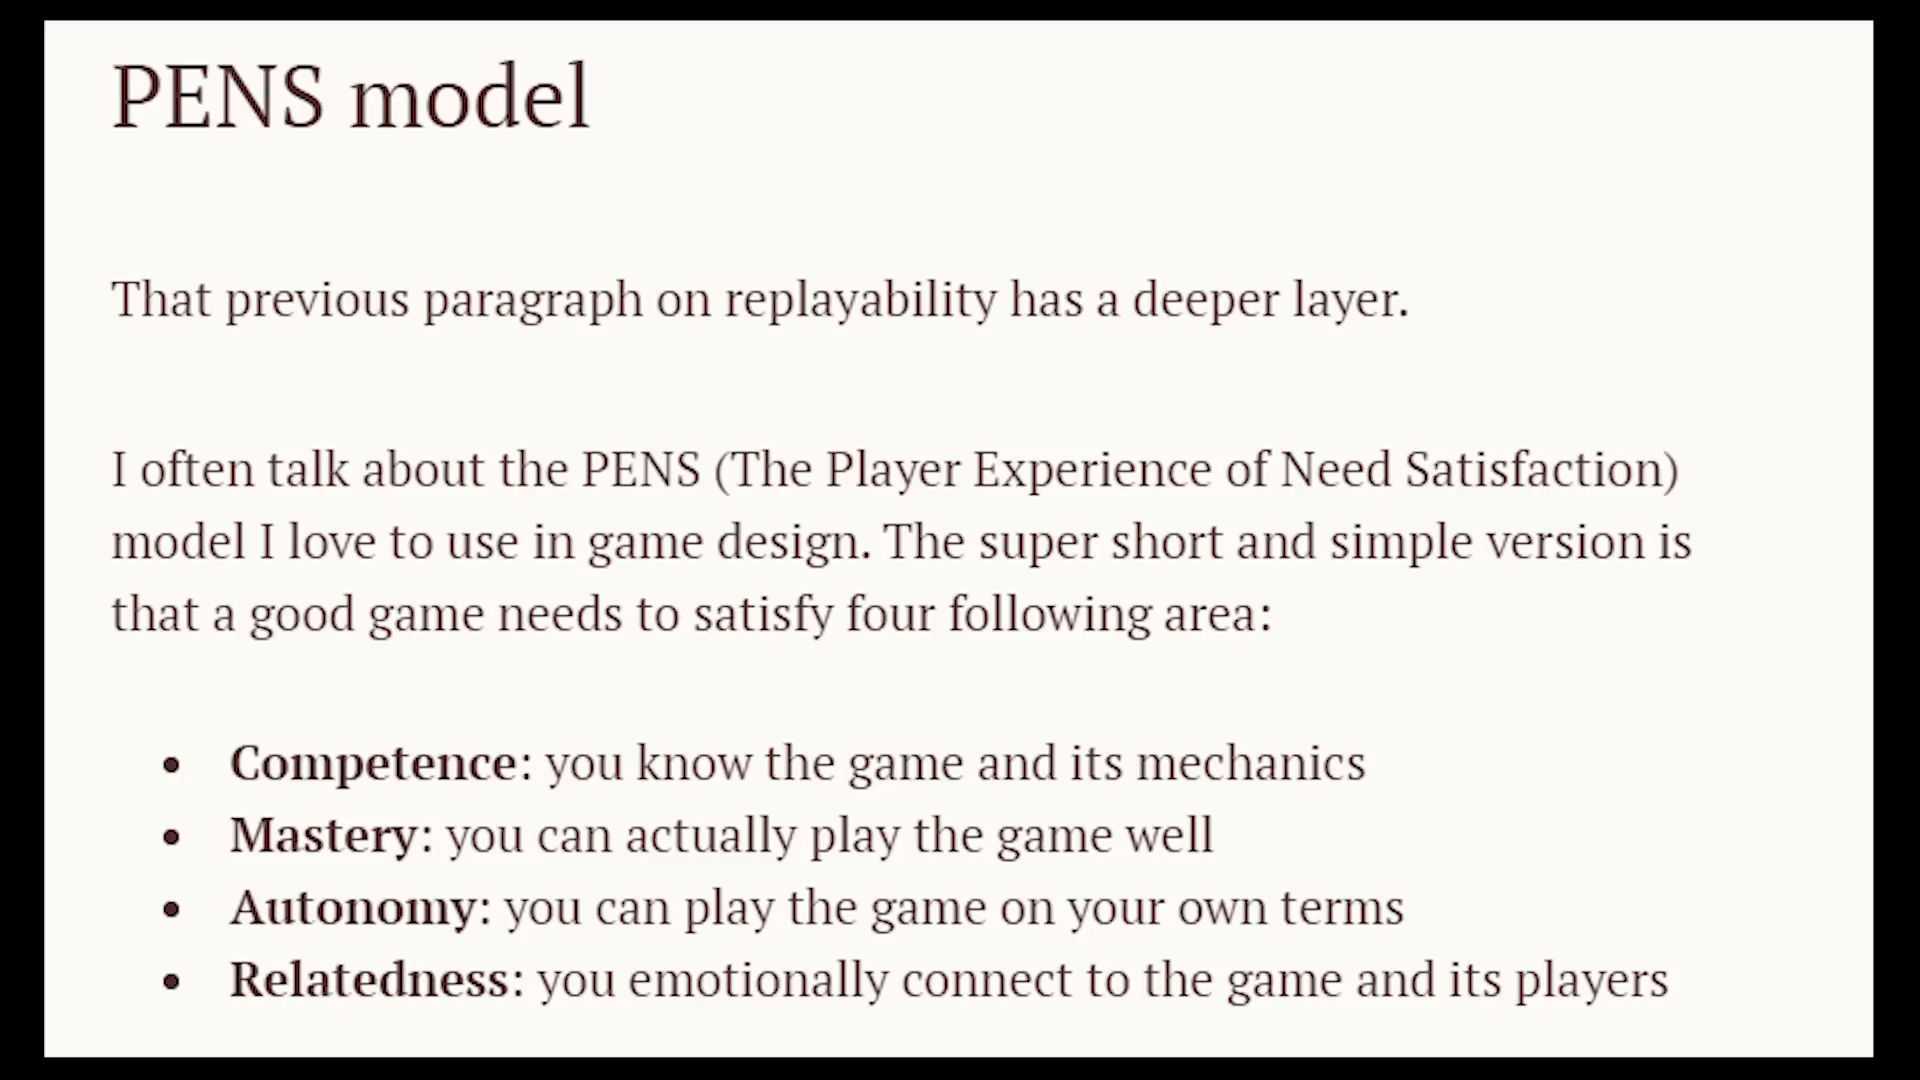 PENS model
That previous paragraph on replayability has a deeper layer.
I often talk about the PENS (The Player Experience of Need Satisfaction)
model I love to use in game design. The super short and simple version is
that a good game needs to satisfy four following area:
• Competence: you know the game and its mechanics
• Mastery: you can actually play the game well
• Autonomy: you can play the game on your own terms
• Relatedness: you emotionally connect to the game and its players